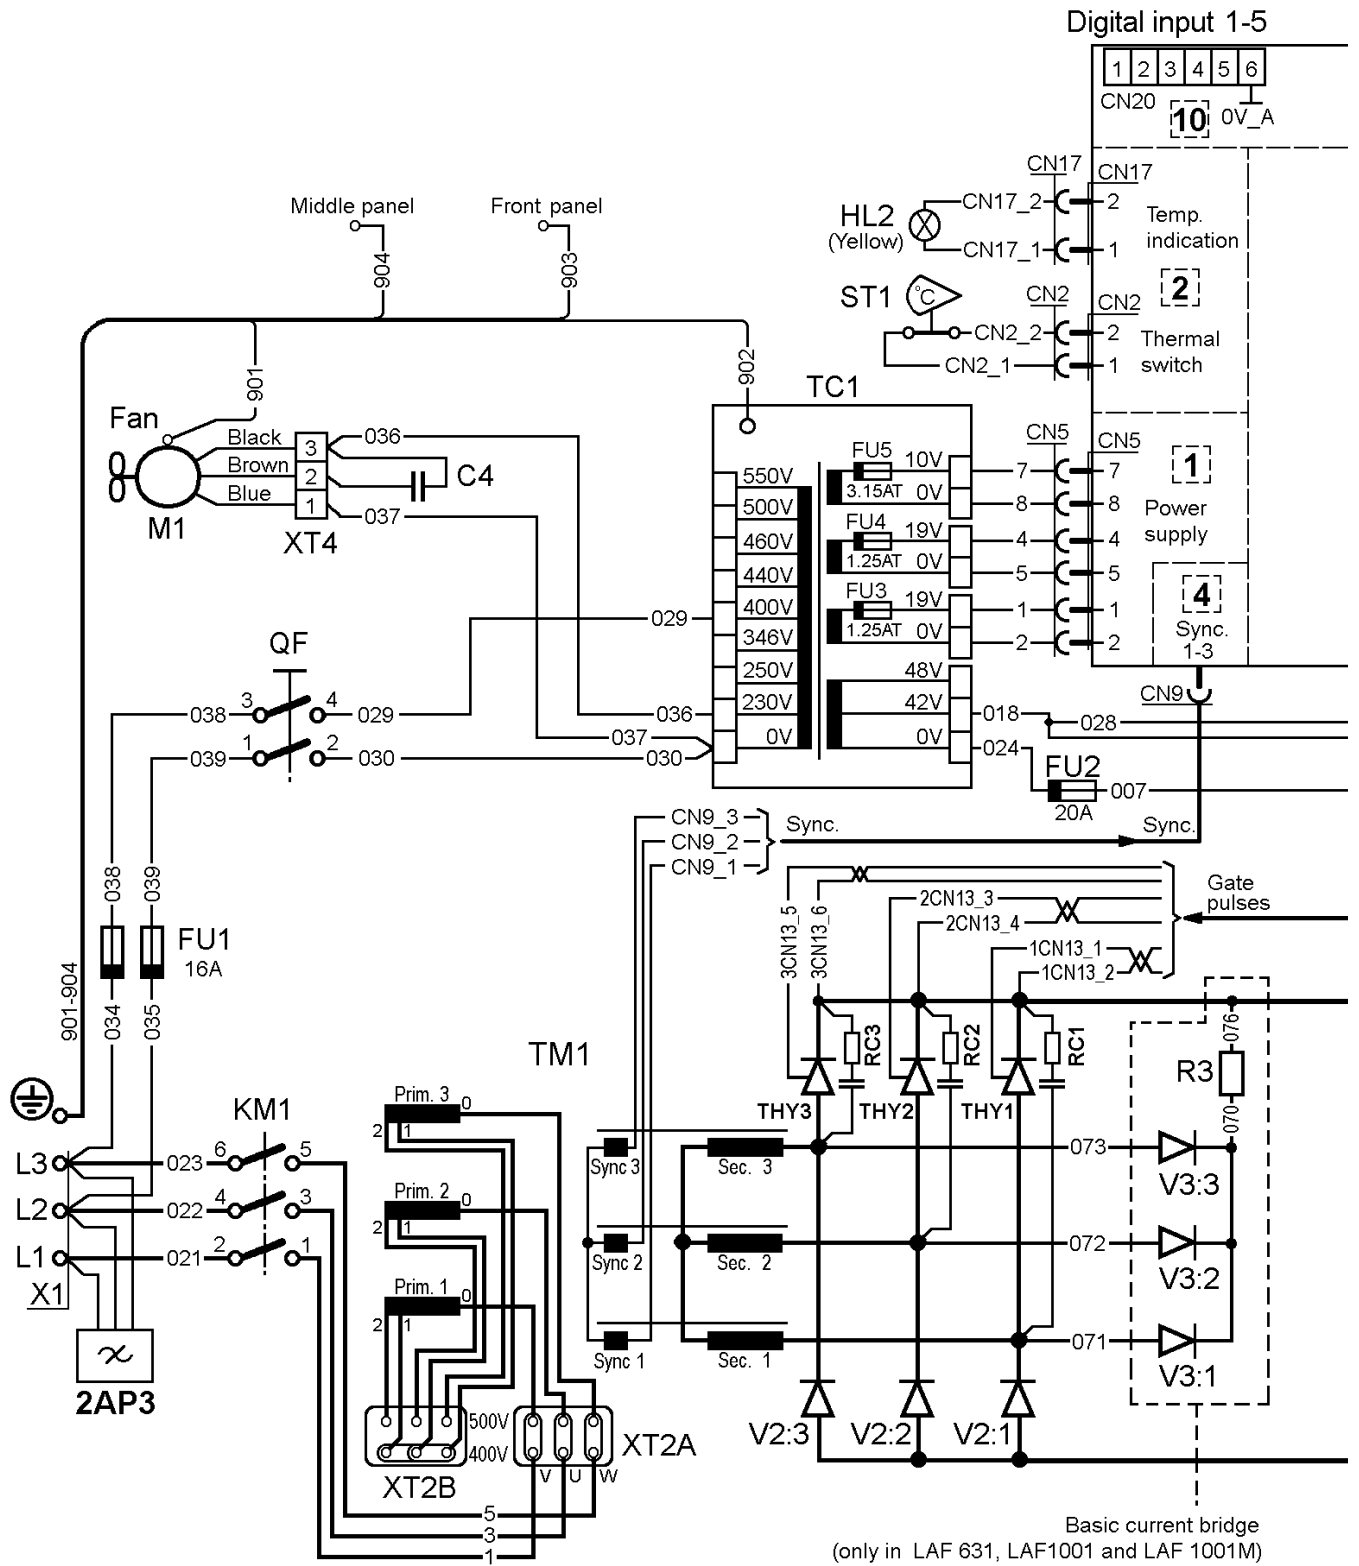 Digital input 1-5
1 2 3 4 5 6
CN20
10
0V_A
CN17
CN17
CN17_2
2
HL2
(Yellow)
CN17_1
1
Temp.
indication
2
ST1
°C
CN2
CN2
CN2_2
2
CN2_1
1
Thermal
switch
Middle panel
Front panel
904
903
901
902
Fan
M1
Black
Brown
Blue
3
2
1
XT4
036
037
C4
TC1
550V
500V
460V
440V
400V
346V
250V
230V
0V
FU5
3.15AT
10V
0V
FU4
1.25AT
19V
0V
FU3
1.25AT
19V
0V
48V
42V
0V
CN5
CN5
7
7
8
8
4
4
5
5
1
1
2
2
1
Power
supply
4
Sync.
1-3
CN9
QF
029
038
3
4
029
039
1
2
030
036
037
030
018
028
024
FU2
20A
007
CN9_3
CN9_2
CN9_1
Sync.
Sync.
038
039
FU1
16A
034
035
901-904
3CN13_5
3CN13_6
2CN13_3
2CN13_4
1CN13_1
1CN13_2
Gate
pulses
TM1
RC3
RC2
RC1
THY3
THY2
THY1
076
R3
070
KM1
L3
023
6
5
L2
022
4
3
L1
021
2
1
X1
2AP3
Prim. 3
0
2
1
Prim. 2
0
2
1
Prim. 1
0
2
1
Sync 3
Sec. 3
Sync 2
Sec. 2
Sync 1
Sec. 1
073
V3:3
072
V3:2
071
V3:1
V2:3
V2:2
V2:1
500V
400V
XT2B
XT2A
V
U
W
5
3
1
Basic current bridge
(only in LAF 631, LAF1001 and LAF 1001M)